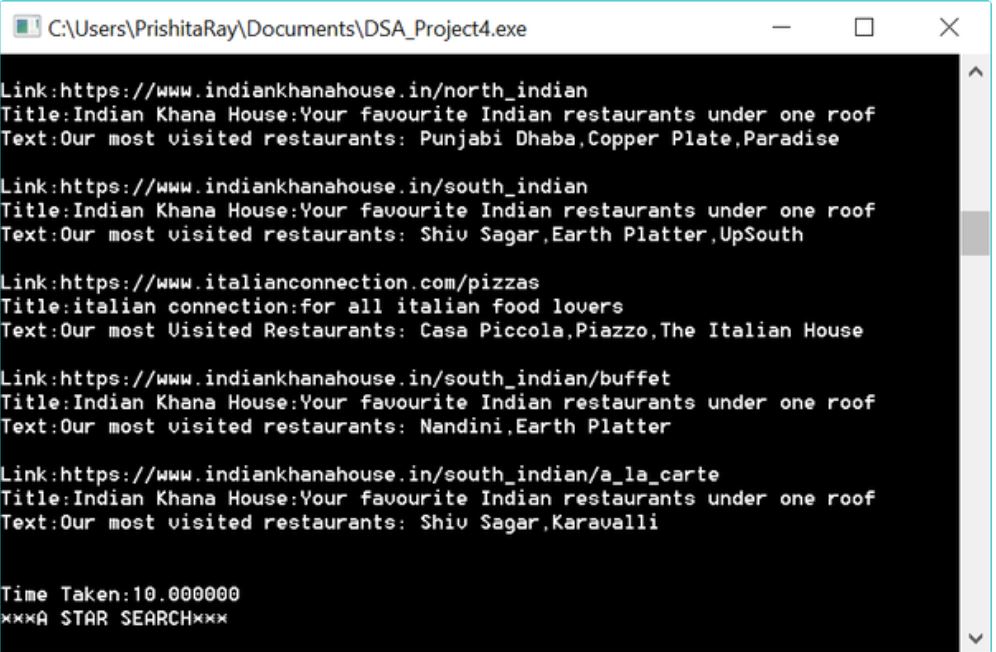 C:\Users\PrishitaRay\Documents\DSA_Project4.exe
Link:https://www.indiankhanahouse.in/north_indian
Title:Indian Khana House:Your favourite Indian restaurants under one roof
Text:Our most visited restaurants: Punjabi Dhaba,Copper Plate,Paradise
Link:https://www.indiankhanahouse.in/south_indian
Title:Indian Khana House:Your favourite Indian restaurants under one roof
Text:Our most visited restaurants: Shiv Sagar,Earth Platter,UpSouth
Link:https://www.italianconnection.com/pizzas
Title:italian connection:for all italian food lovers
Text:Our most Visited Restaurants: Casa Piccola,Piazzo,The Italian House
Link:https://www.indiankhanahouse.in/south_indian/buffet
Title:Indian Khana House:Your favourite Indian restaurants under one roof
Text:Our most visited restaurants: Nandini,Earth Platter
Link:https://www.indiankhanahouse.in/south_indian/a_la_carte
Title:Indian Khana House:Your favourite Indian restaurants under one roof
Text:Our most visited restaurants: Shiv Sagar,Karavalli
Time Taken:10.000000
***A STAR SEARCH***